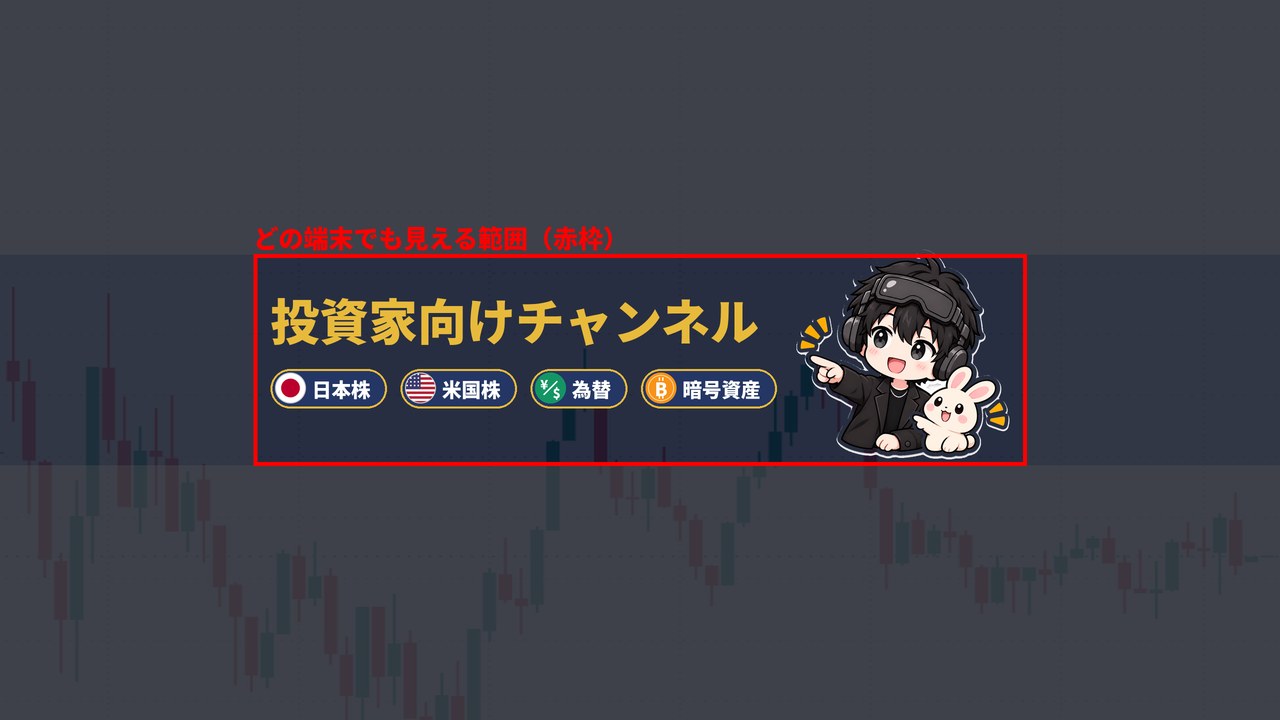 どの端末でも見える範囲（赤枠）
投資家向けチャンネル
日本株 米国株 ¥/$ 為替 ₿ 暗号資産